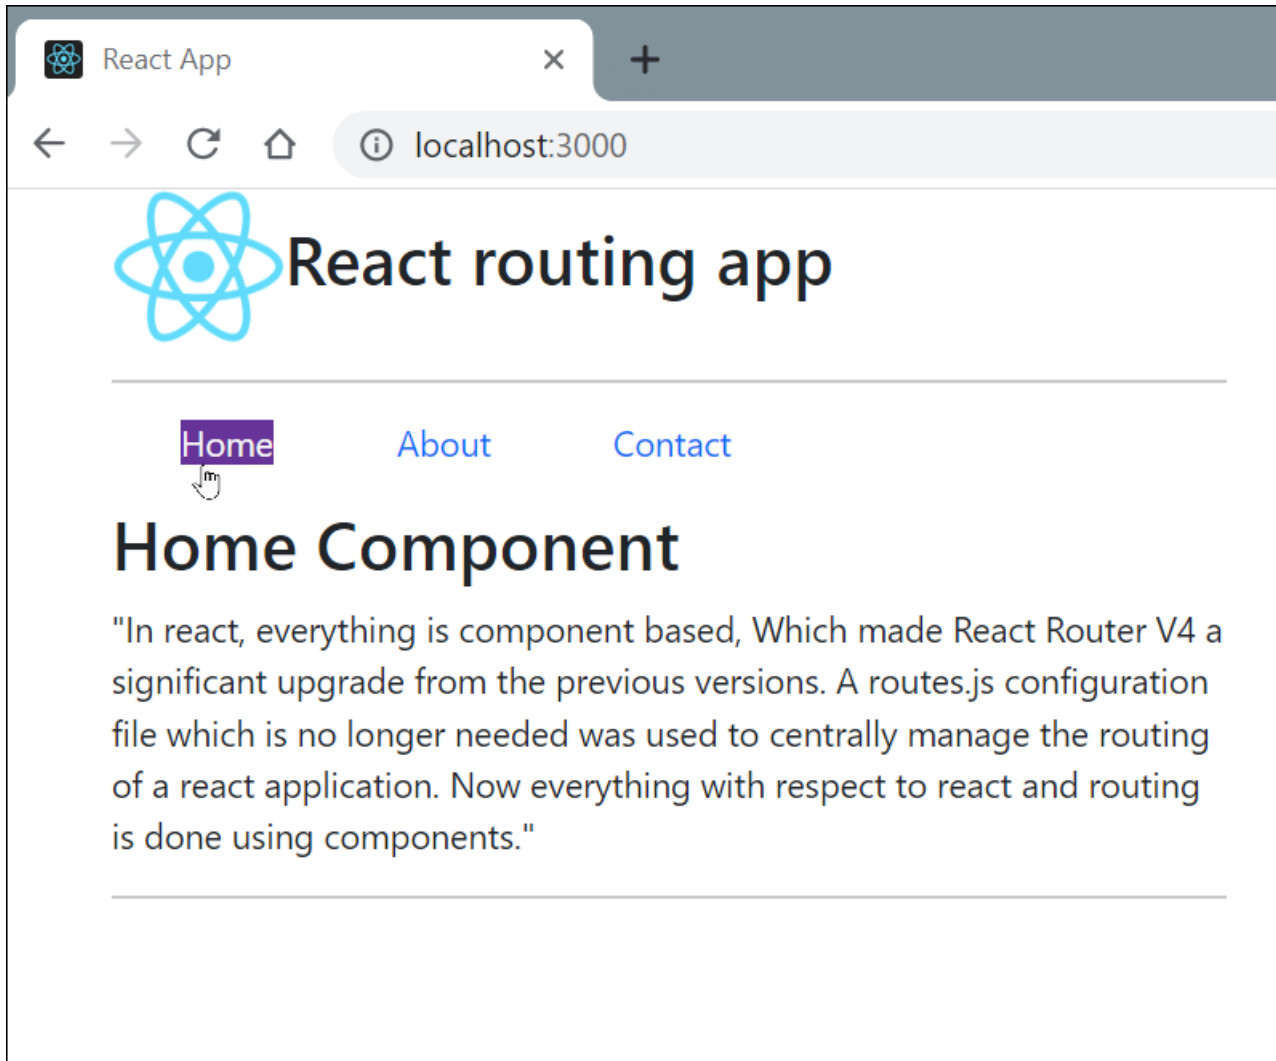 React App
localhost:3000
React routing app
Home About Contact
Home Component
"In react, everything is component based, Which made React Router V4 a
significant upgrade from the previous versions. A routes.js configuration
file which is no longer needed was used to centrally manage the routing
of a react application. Now everything with respect to react and routing
is done using components."